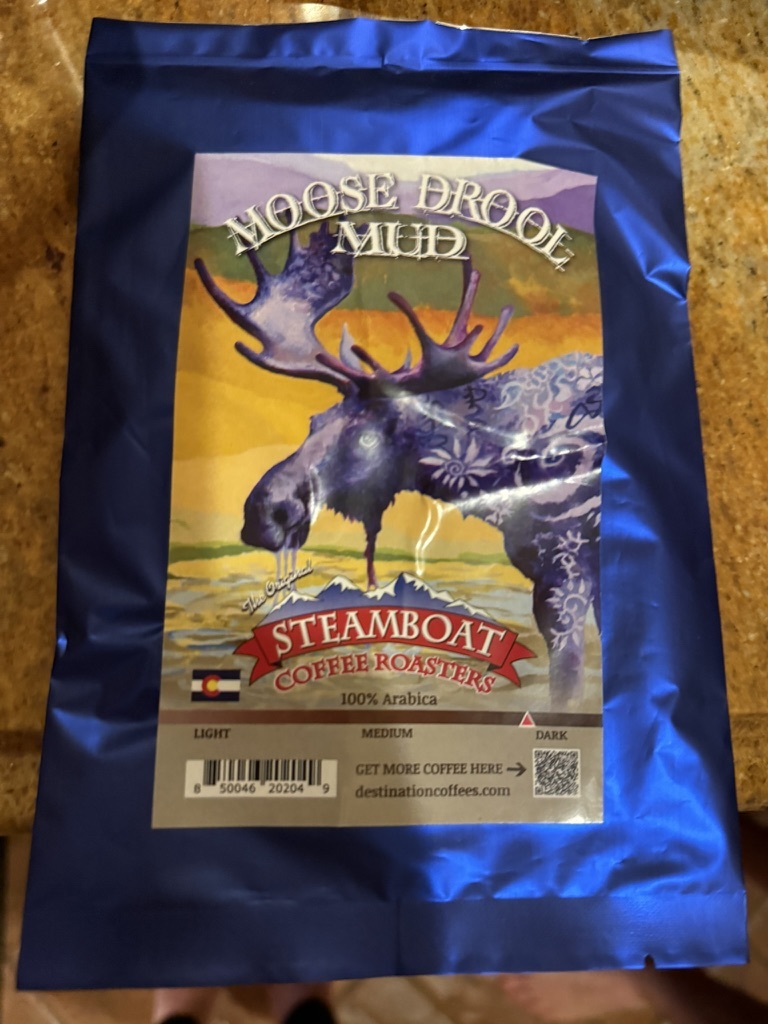 MOOSE DROOL
MUD
The Original
STEAMBOAT
COFFEE ROASTERS
100% Arabica
LIGHT MEDIUM DARK
GET MORE COFFEE HERE →
destinationcoffees.com
8 50046 20204 9